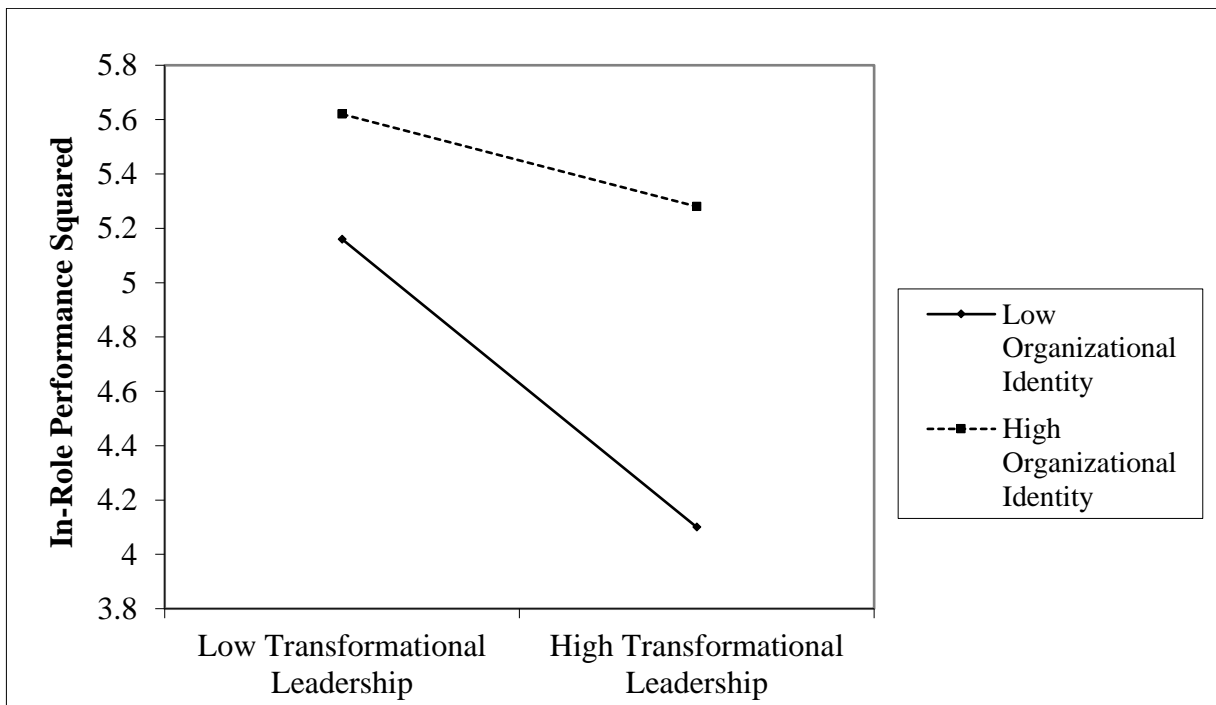 In-Role Performance Squared
5.8
5.6
5.4
5.2
5
4.8
4.6
4.4
4.2
4
3.8
Low Transformational
Leadership
High Transformational
Leadership
Low
Organizational
Identity
High
Organizational
Identity